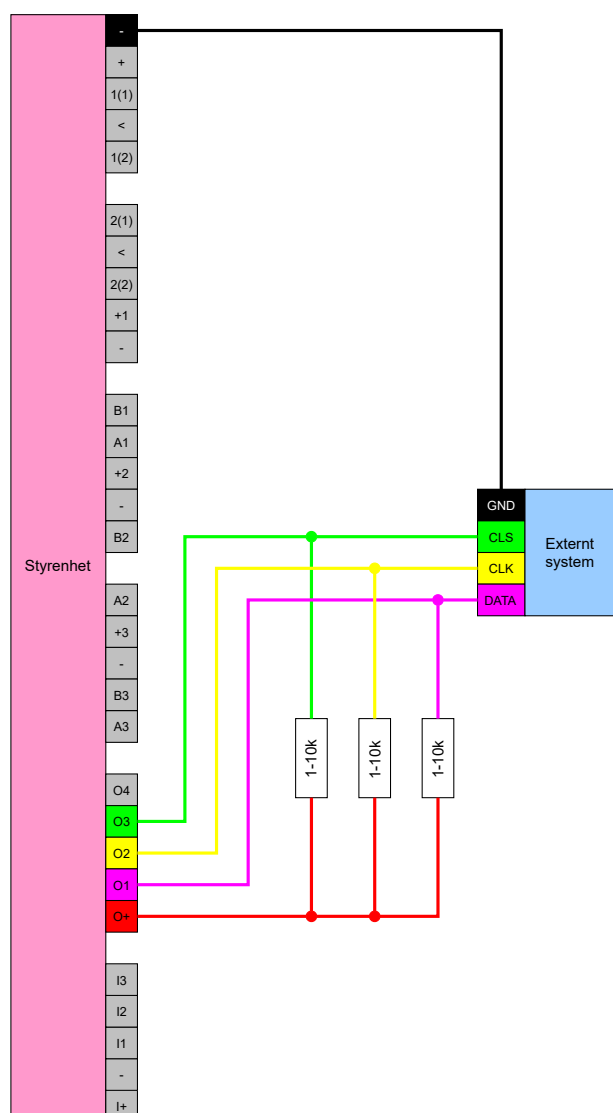 -
+
1(1)
<
1(2)
2(1)
<
2(2)
+1
-
B1
A1
+2
-
B2
Styrenhet
A2
+3
-
B3
A3
O4
O3
O2
O1
O+
I3
I2
I1
-
I+
GND
CLS
CLK
DATA
Externt
system
1-10k
1-10k
1-10k